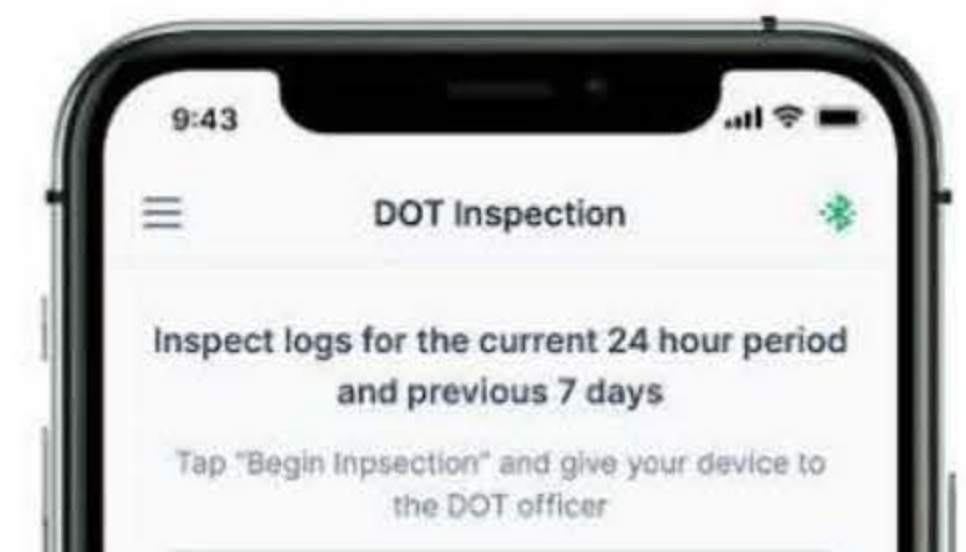 9:43
DOT Inspection
Inspect logs for the current 24 hour period
and previous 7 days
Tap "Begin Inpsection" and give your device to
the DOT officer